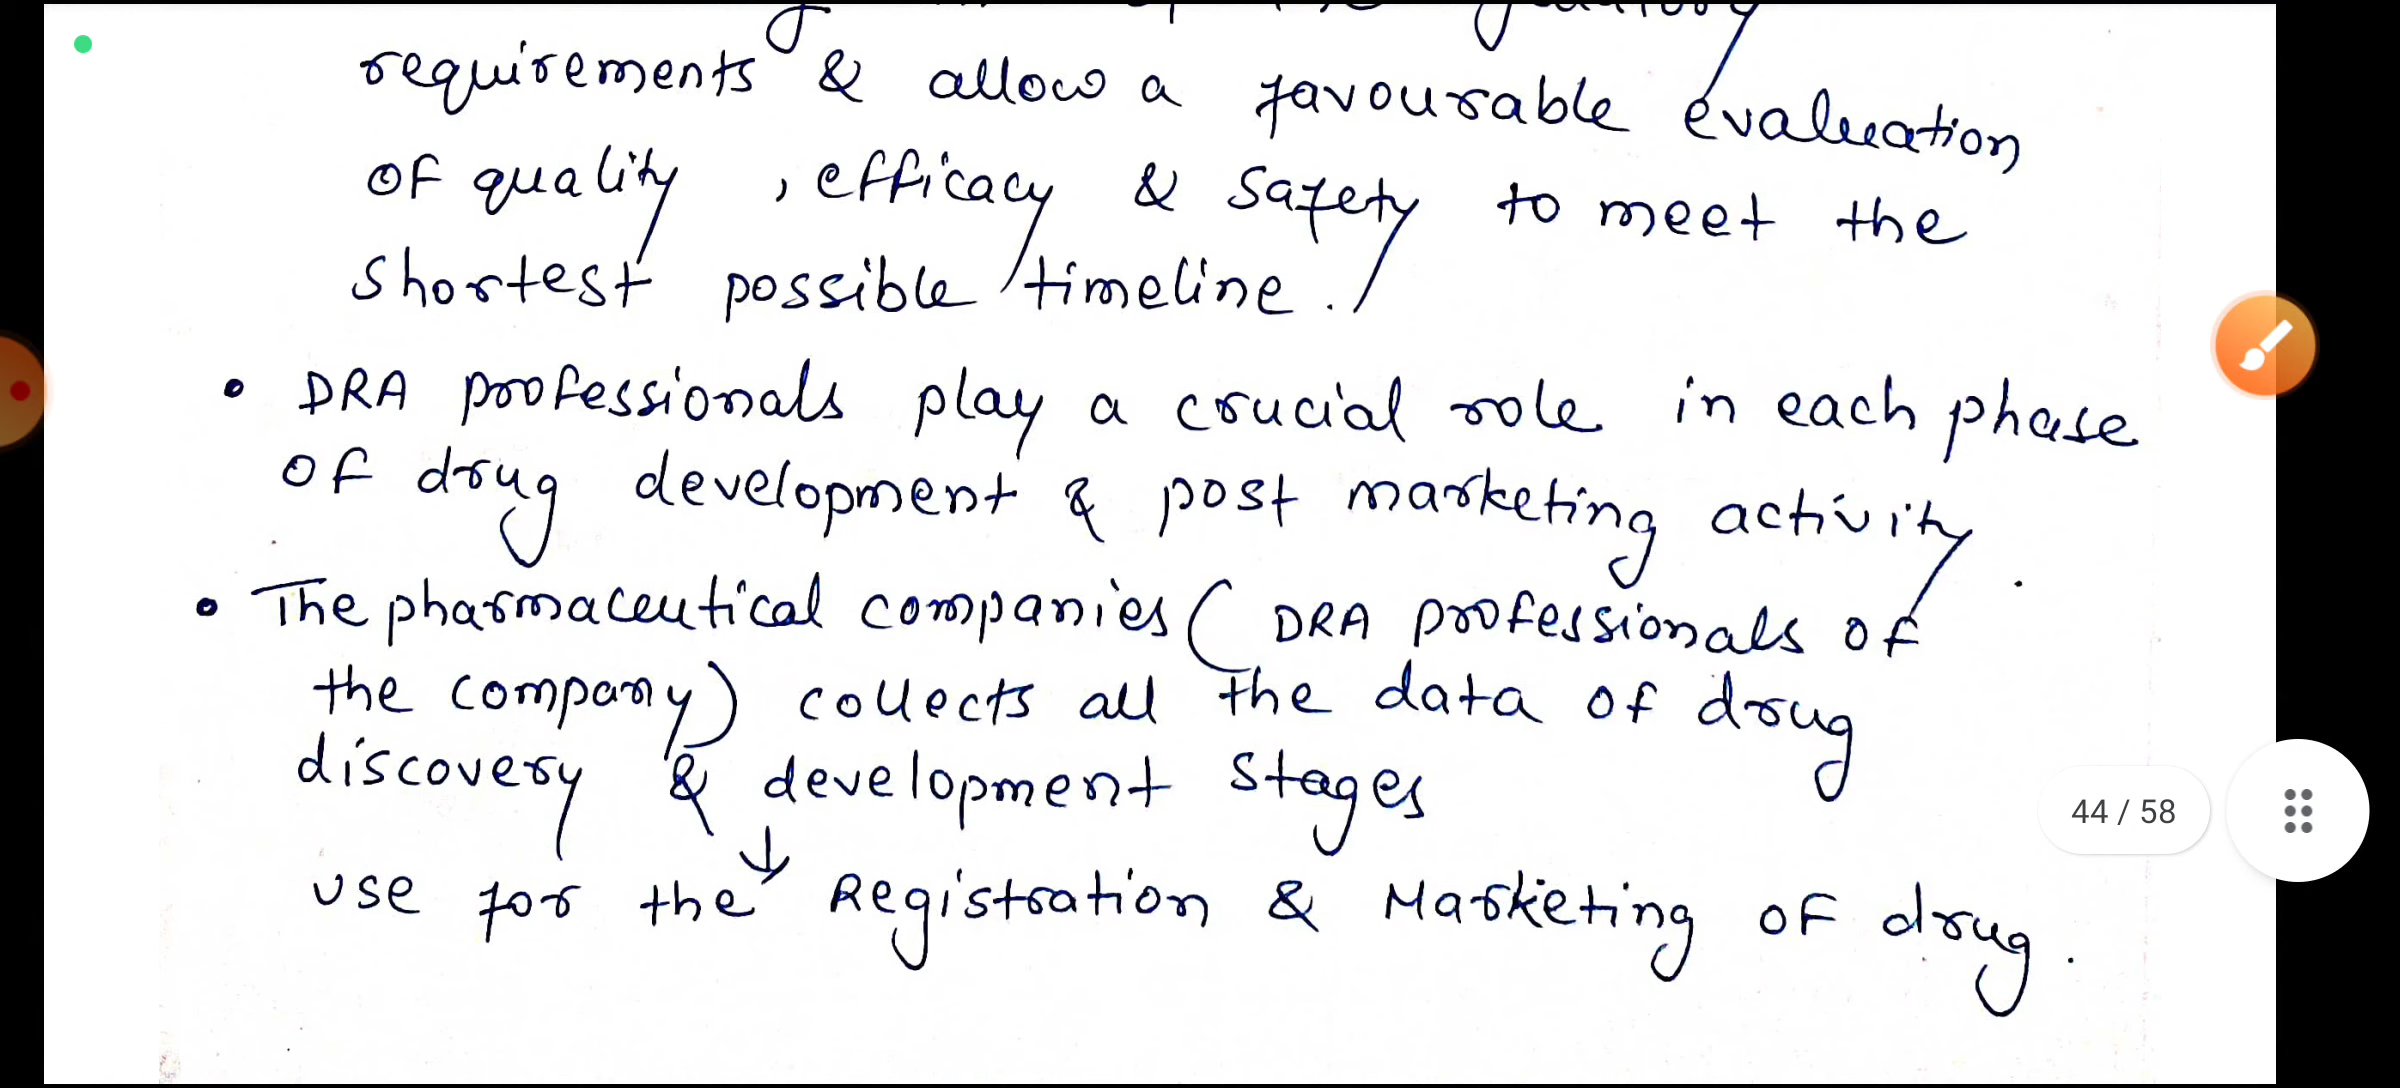 requirements & allow a favourable evaluation
of quality, efficacy & safety to meet the
shortest possible timeline.
• DRA professionals play a crucial role in each phase
of drug development & post marketing activity.
• The pharmaceutical companies (DRA professionals of
the company) collects all the data of drug
discovery & development stages
↓
use for the Registration & Marketing of drug.
44 / 58